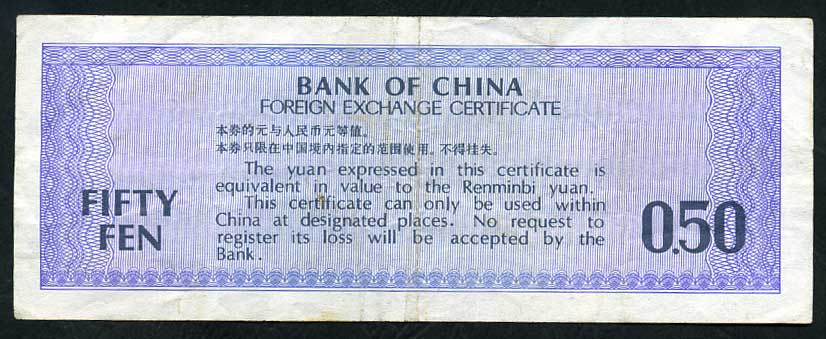 BANK OF CHINA
FOREIGN EXCHANGE CERTIFICATE
本券的元与人民币元等值。
本券只限在中国境内指定的范围使用。不得挂失。
The yuan expressed in this certificate is
equivalent in value to the Renminbi yuan.
This certificate can only be used within
China at designated places. No request to
register its loss will be accepted by the
Bank.
FIFTY
FEN
0.50